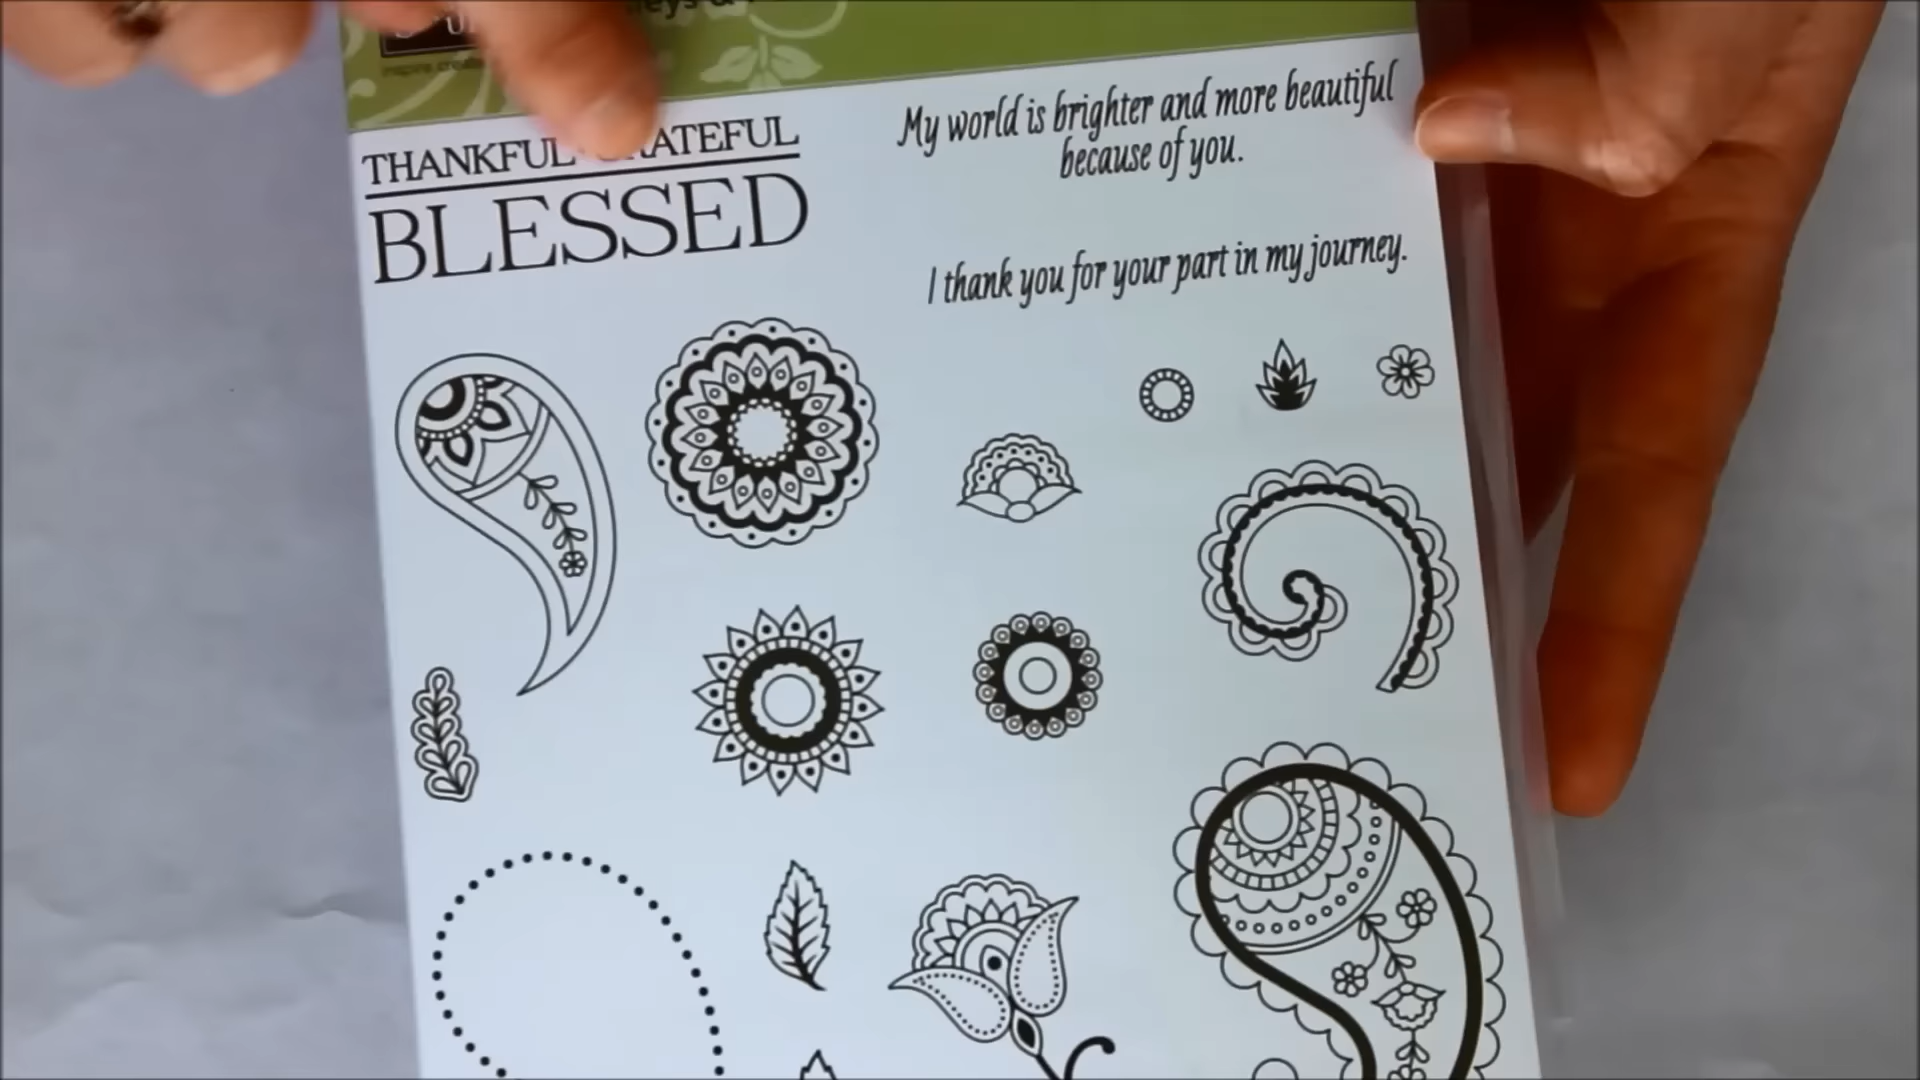 inspire
THANKFUL
BLESSED
My world is brighter and more beautiful
because of you.
I thank you for your part in my journey.